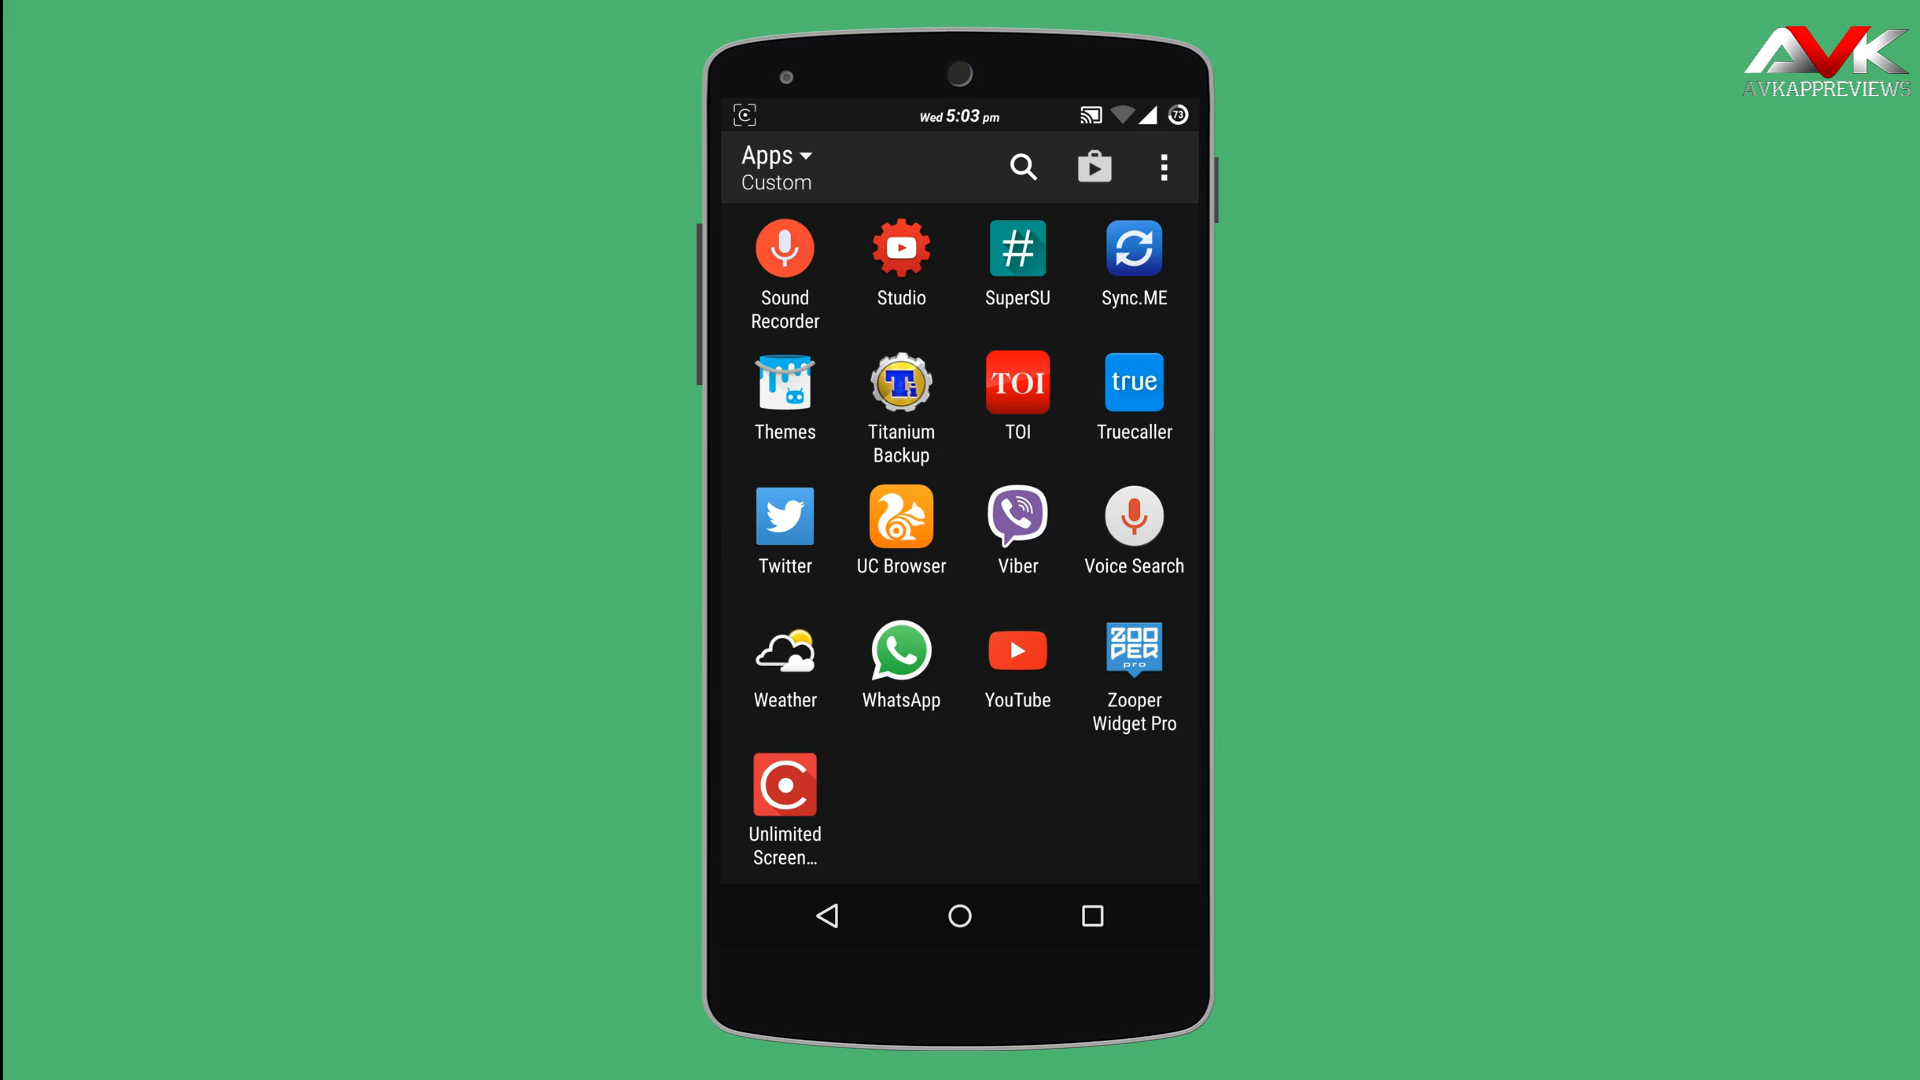 AVK
AVKAPPREVIEWS
Wed 5:03 pm
73
Apps
Custom
Sound
Recorder
Studio
#
SuperSU
Sync.ME
Themes
Ti
Titanium
Backup
TOI
TOI
true
Truecaller
Twitter
UC Browser
Viber
Voice Search
Weather
WhatsApp
YouTube
ZOO
PER
pro
Zooper
Widget Pro
Unlimited
Screen...